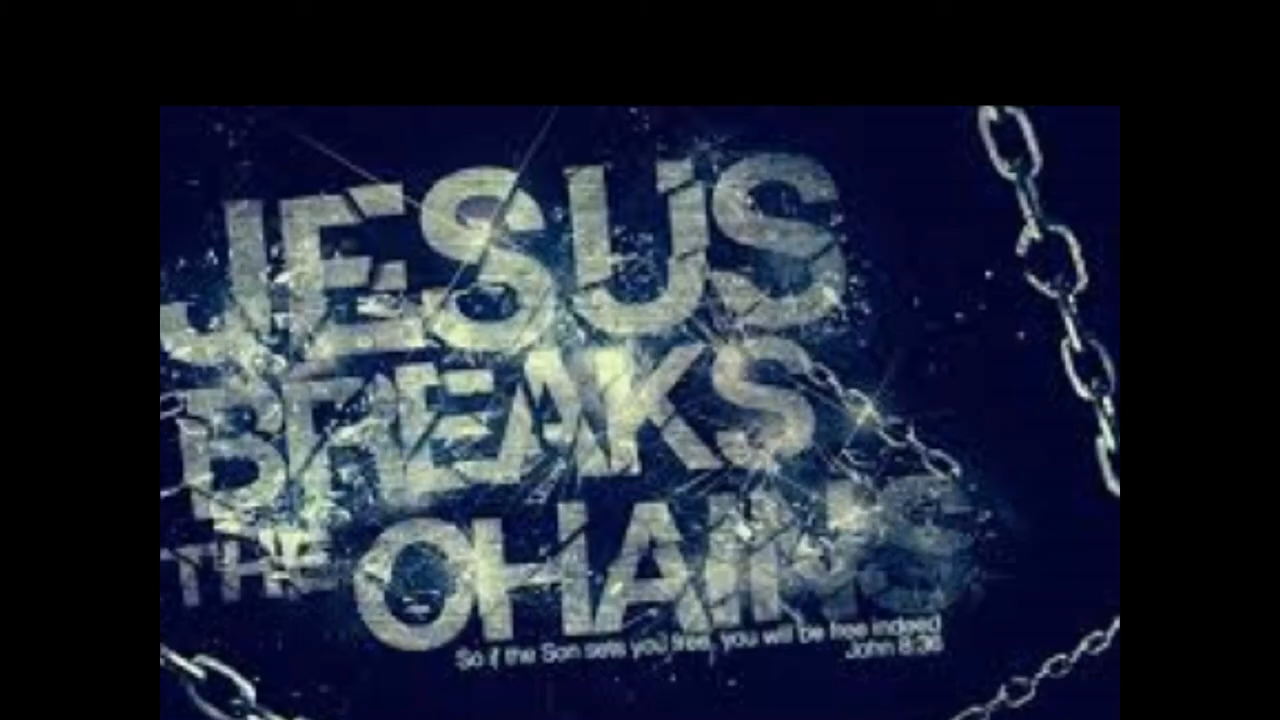 JESUS
BREAKS
THE CHAINS
So if the Son sets you free, you will be free indeed
John 8:36